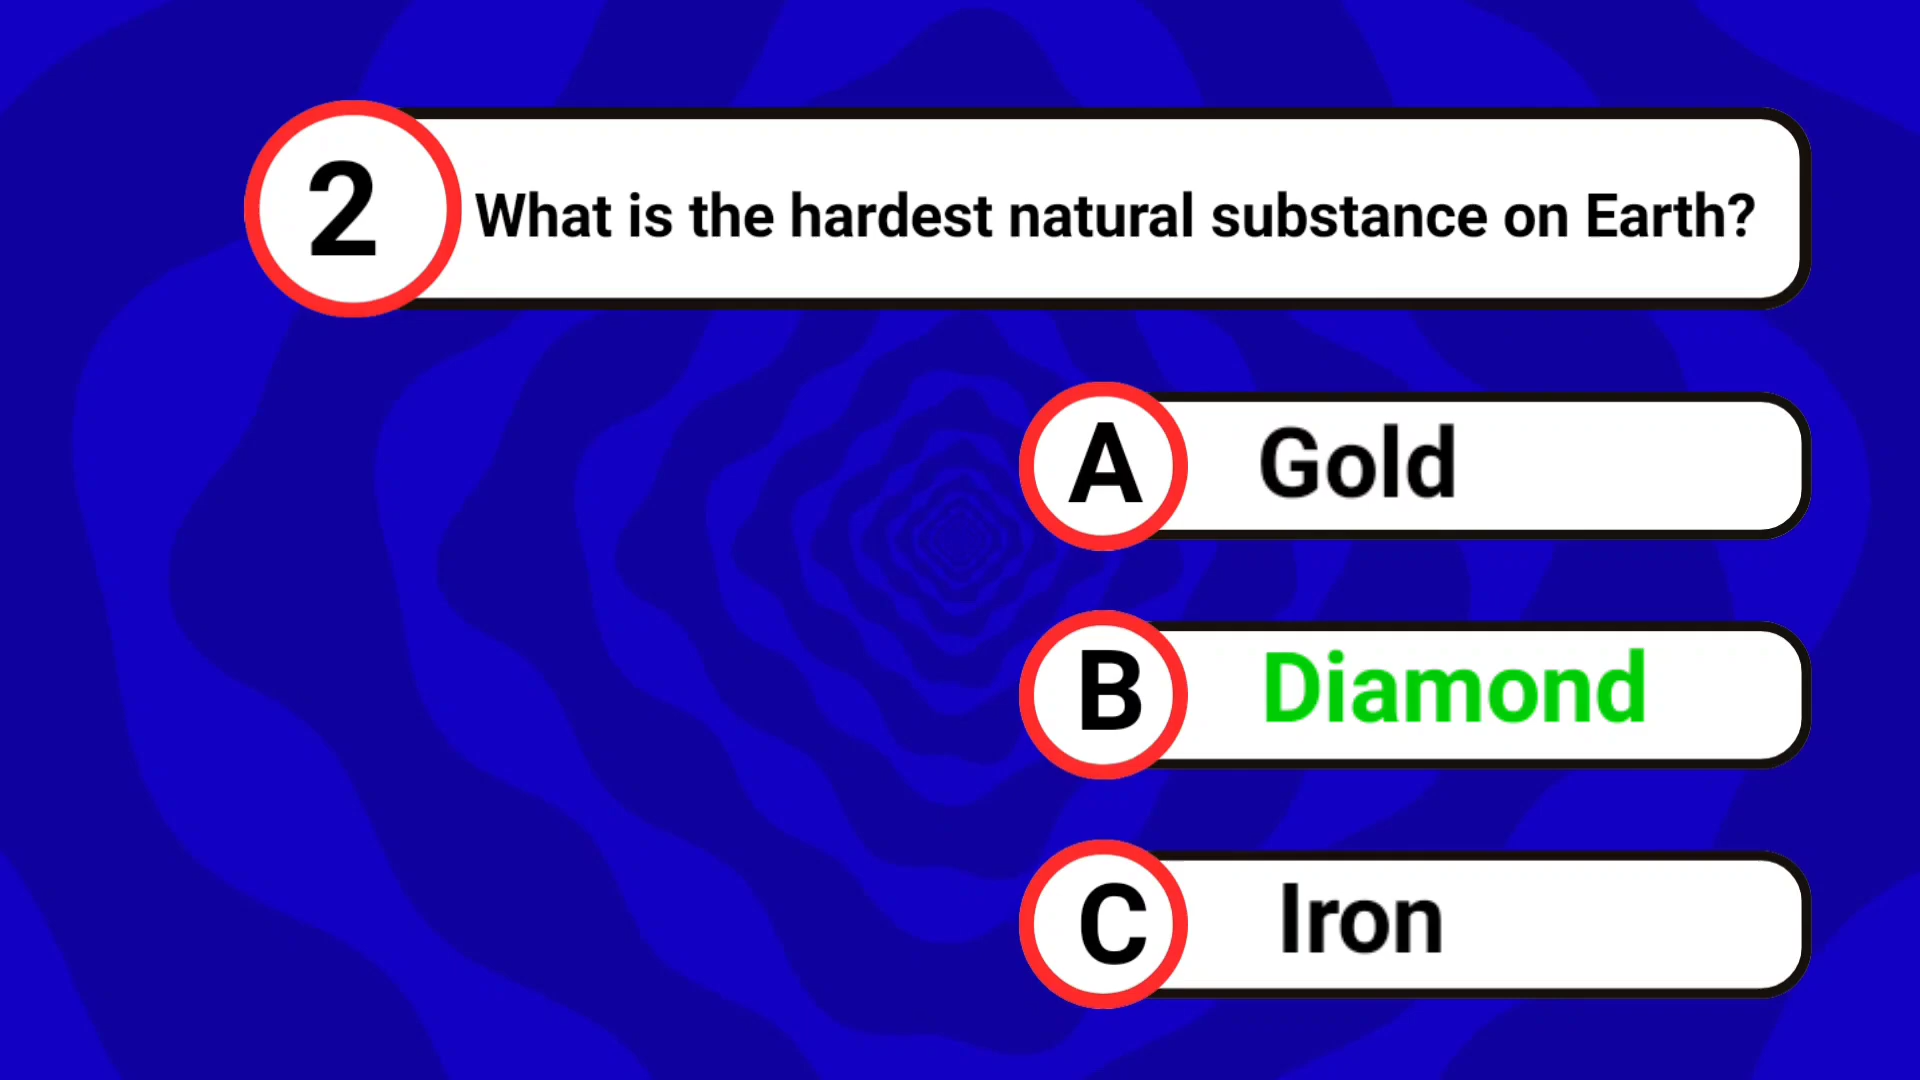 2 What is the hardest natural substance on Earth?
A Gold
B Diamond
C Iron